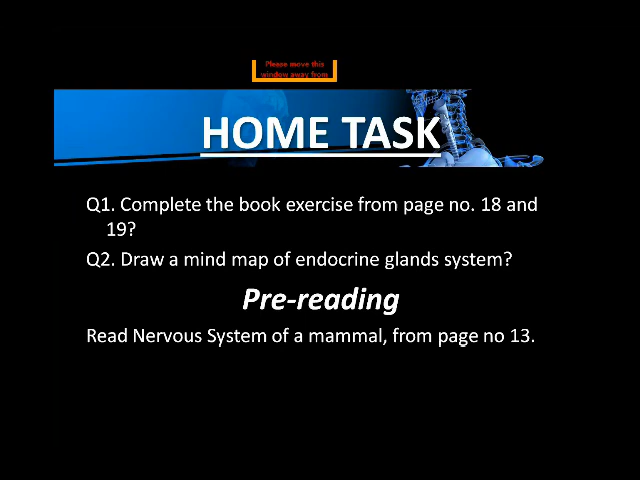 Please move this
window away from
HOME TASK
Q1. Complete the book exercise from page no. 18 and
19?
Q2. Draw a mind map of endocrine glands system?
Pre-reading
Read Nervous System of a mammal, from page no 13.